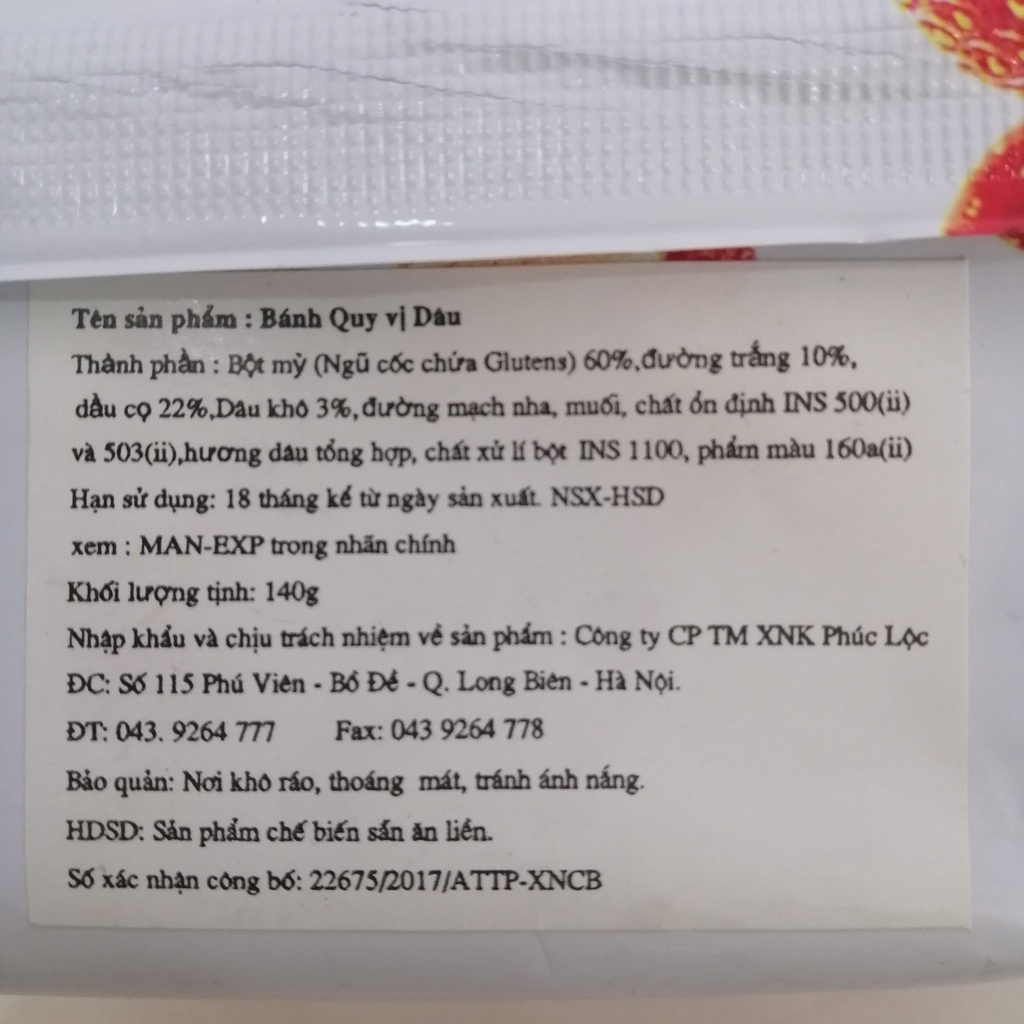 Tên sản phẩm : Bánh Quy vị Dâu
Thành phần : Bột mỳ (Ngũ cốc chứa Glutens) 60%,đường trắng 10%,
dầu cọ 22%,Dâu khô 3%,đường mạch nha, muối, chất ổn định INS 500(ii)
và 503(ii),hương dâu tổng hợp, chất xử lí bột INS 1100, phẩm màu 160a(ii)
Hạn sử dụng: 18 tháng kể từ ngày sản xuất. NSX-HSD
xem : MAN-EXP trong nhãn chính
Khối lượng tịnh: 140g
Nhập khẩu và chịu trách nhiệm về sản phẩm : Công ty CP TM XNK Phúc Lộc
ĐC: Số 115 Phú Viên - Bồ Đề - Q. Long Biên - Hà Nội.
ĐT: 043. 9264 777 Fax: 043 9264 778
Bảo quản: Nơi khô ráo, thoáng mát, tránh ánh nắng.
HDSD: Sản phẩm chế biến sẵn ăn liền.
Số xác nhận công bố: 22675/2017/ATTP-XNCB